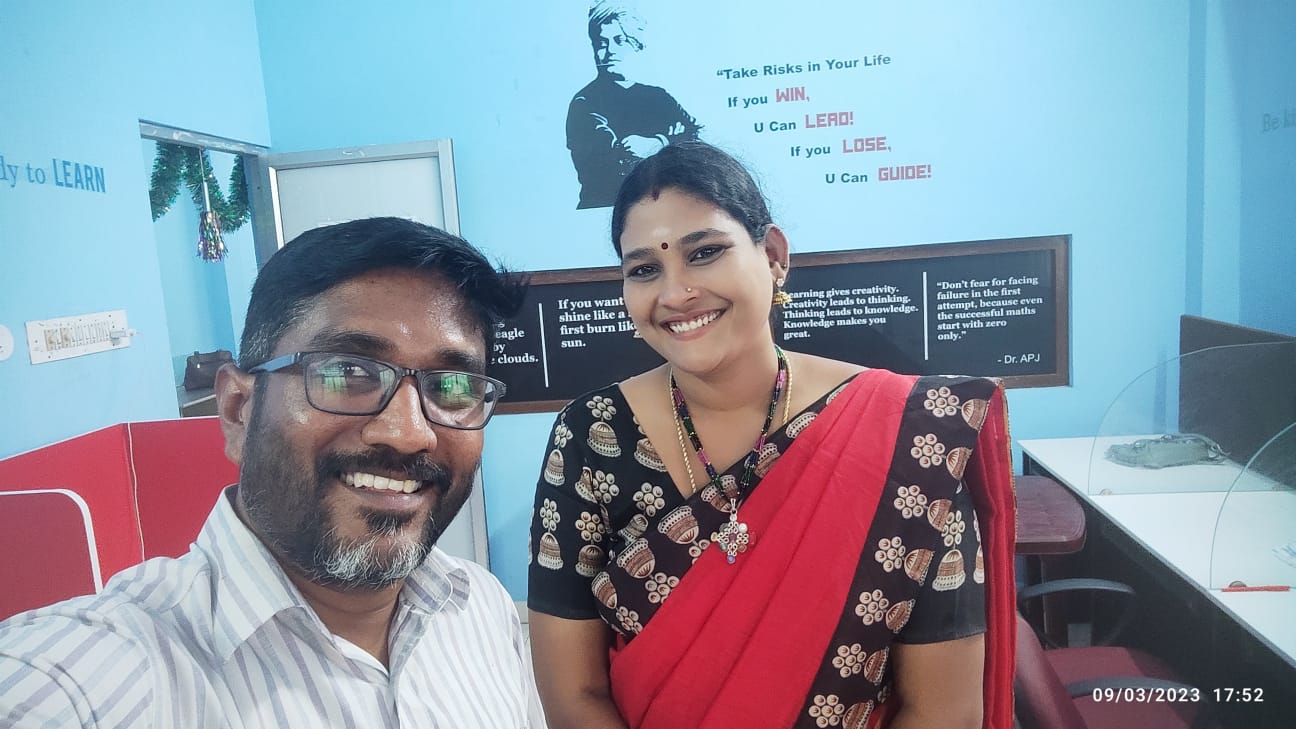 dy to LEARN
“Take Risks in Your Life
If you WIN,
U Can LEAD!
If you LOSE,
U Can GUIDE!
eagle
by
clouds.
If you want
shine like a
first burn lik
sun.
earning gives creativity.
Creativity leads to thinking.
Thinking leads to knowledge.
Knowledge makes you
great.
“Don't fear for facing
failure in the first
attempt, because even
the successful maths
start with zero
only.”
- Dr. APJ
Be k
09/03/2023 17:52